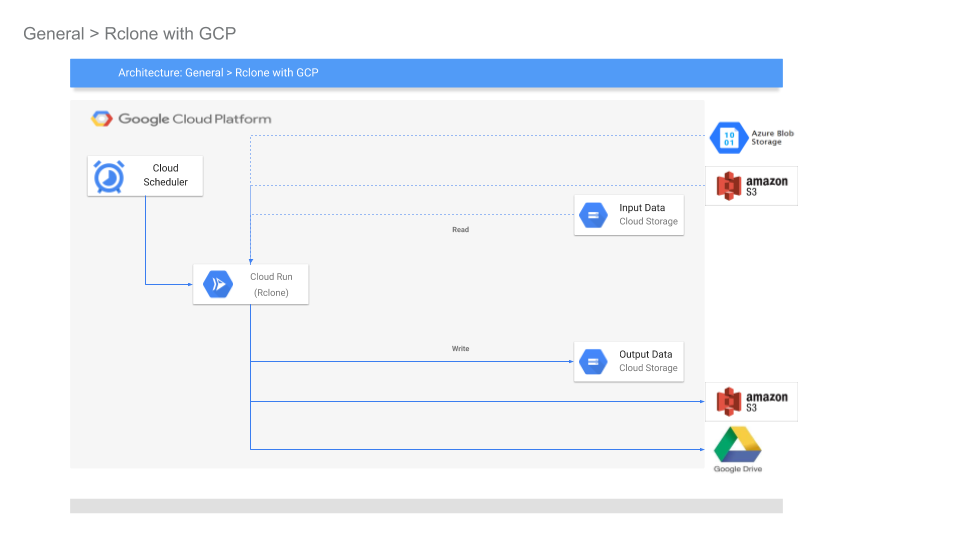 General > Rclone with GCP
Architecture: General > Rclone with GCP
Google Cloud Platform
10
01
Azure Blob
Storage
Cloud
Scheduler
amazon
S3
Input Data
Cloud Storage
Read
Cloud Run
(Rclone)
Write
Output Data
Cloud Storage
amazon
S3
Google Drive